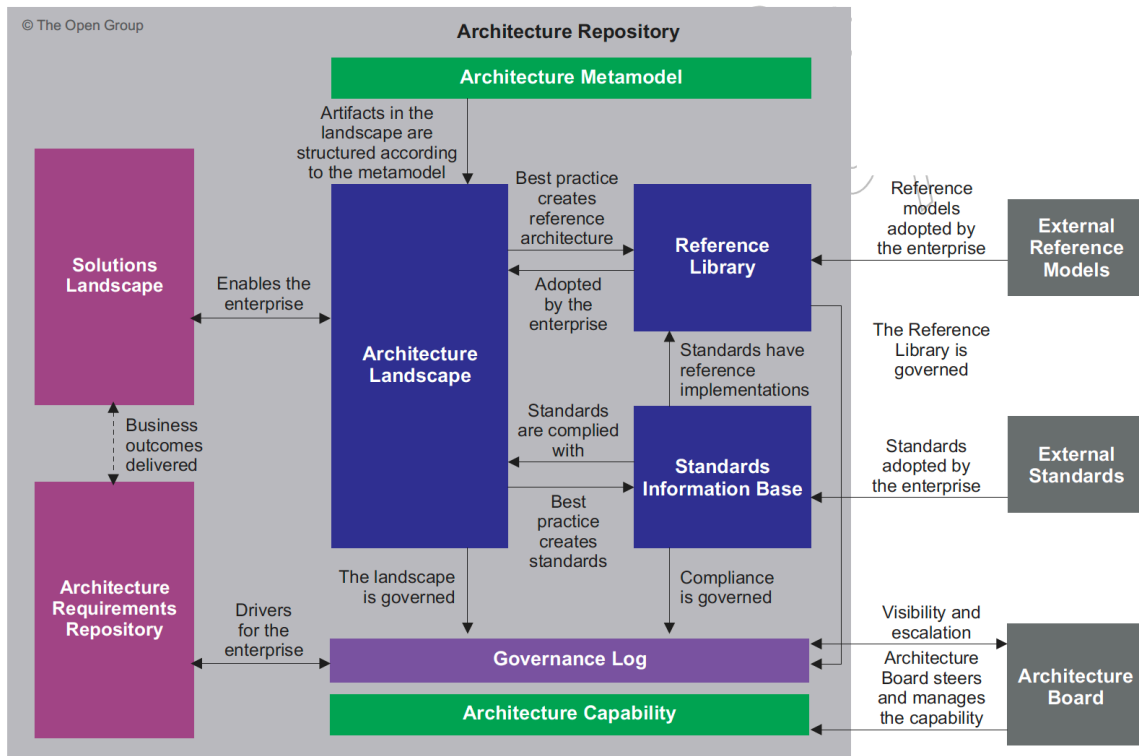 © The Open Group
Architecture Repository
Architecture Metamodel
Artifacts in the
landscape are
structured according
to the metamodel
Best practice
creates
reference
architecture
Reference
models
adopted by
the enterprise
External
Reference
Models
Reference
Library
Solutions
Landscape
Enables the
enterprise
Adopted
by the
enterprise
Architecture
Landscape
The Reference
Library is
governed
Standards have
reference
implementations
Business
outcomes
delivered
Standards
are complied
with
Standards
Information Base
Standards
adopted by
the enterprise
External
Standards
Best
practice
creates
standards
Architecture
Requirements
Repository
The landscape
is governed
Compliance
is governed
Drivers
for the
enterprise
Governance Log
Visibility and
escalation
Architecture
Board steers
and manages
the capability
Architecture
Board
Architecture Capability